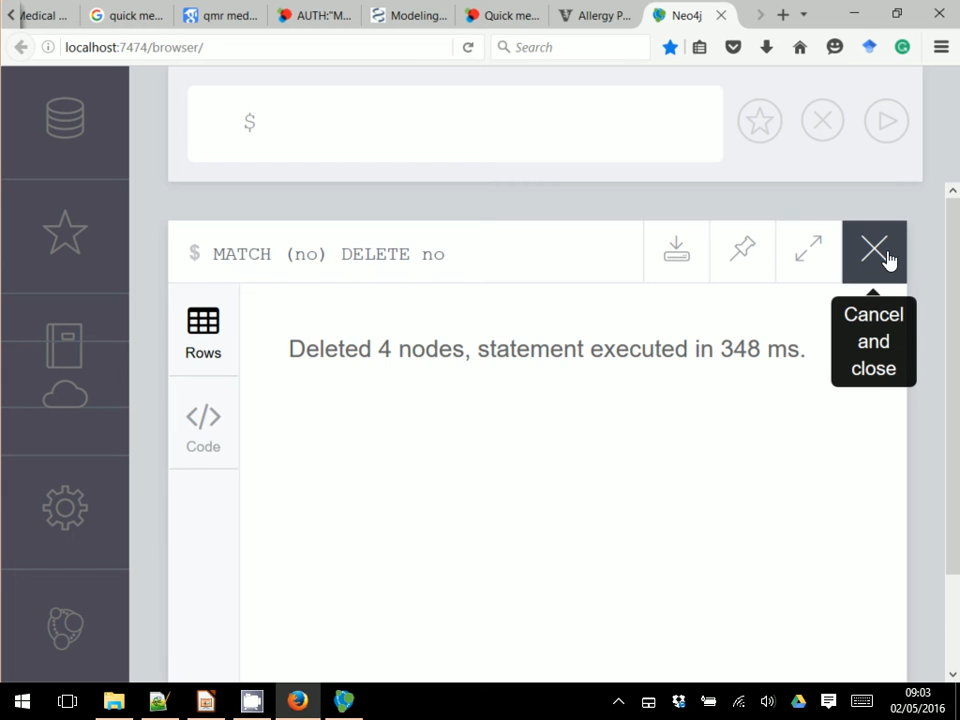 Medical ...
quick me...
qmr med...
AUTH:"M...
Modeling...
Quick me...
Allergy P...
Neo4j
localhost:7474/browser/
Search
$
$ MATCH (no) DELETE no
Cancel
and
close
Rows
Deleted 4 nodes, statement executed in 348 ms.
</>
Code
09:03
02/05/2016